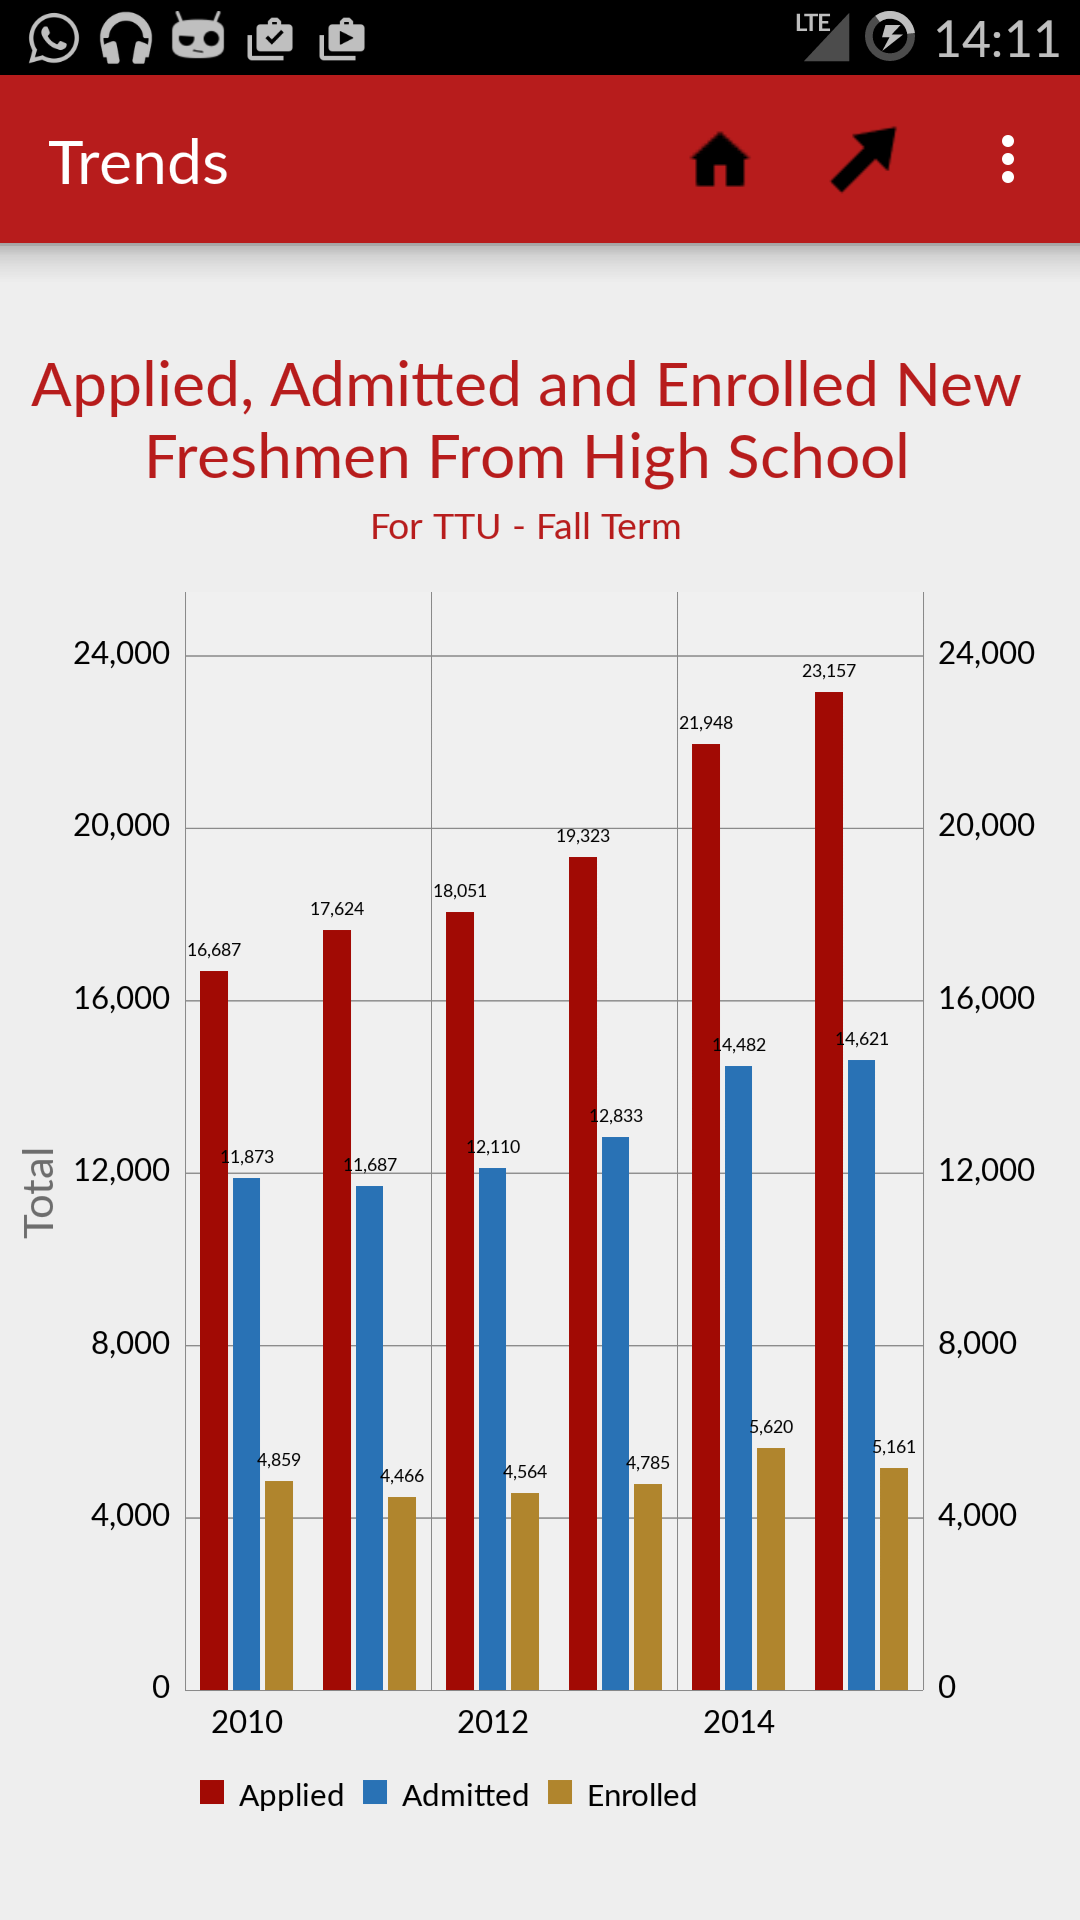 LTE 14:11
Trends
Applied, Admitted and Enrolled New
Freshmen From High School
For TTU - Fall Term
24,000 24,000
23,157
21,948
20,000 20,000
19,323
18,051
17,624
16,687
16,000 16,000
14,482 14,621
12,833
12,110
11,873 11,687
12,000 12,000
Total
8,000 8,000
5,620
5,161
4,859 4,466 4,564 4,785
4,000 4,000
0 0
2010 2012 2014
Applied Admitted Enrolled